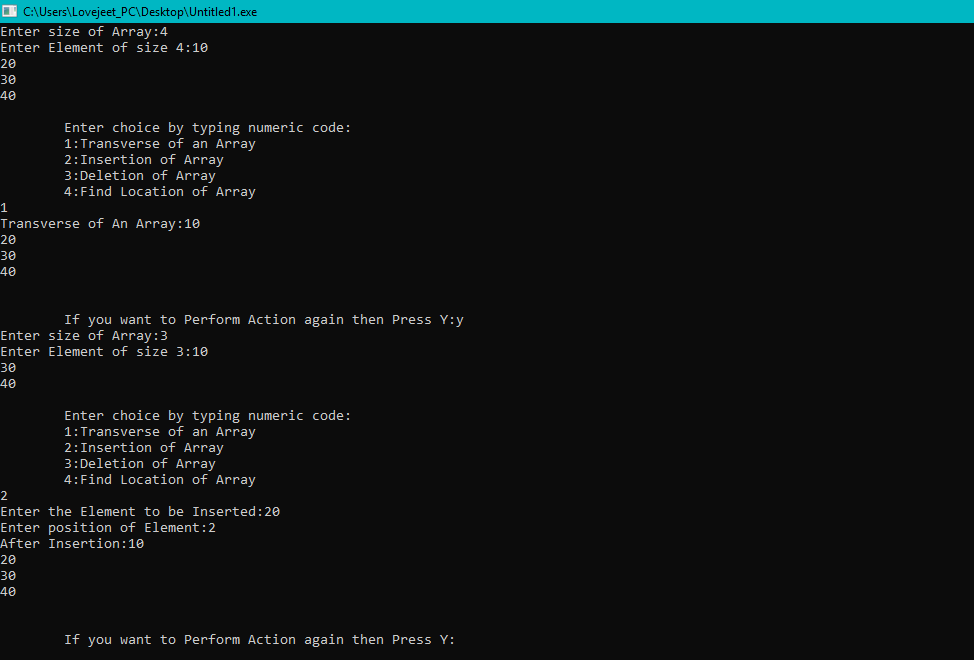 C:\Users\Lovejeet_PC\Desktop\Untitled1.exe
Enter size of Array:4
Enter Element of size 4:10
20
30
40
Enter choice by typing numeric code:
1:Transverse of an Array
2:Insertion of Array
3:Deletion of Array
4:Find Location of Array
1
Transverse of An Array:10
20
30
40
If you want to Perform Action again then Press Y:y
Enter size of Array:3
Enter Element of size 3:10
30
40
Enter choice by typing numeric code:
1:Transverse of an Array
2:Insertion of Array
3:Deletion of Array
4:Find Location of Array
2
Enter the Element to be Inserted:20
Enter position of Element:2
After Insertion:10
20
30
40
If you want to Perform Action again then Press Y: